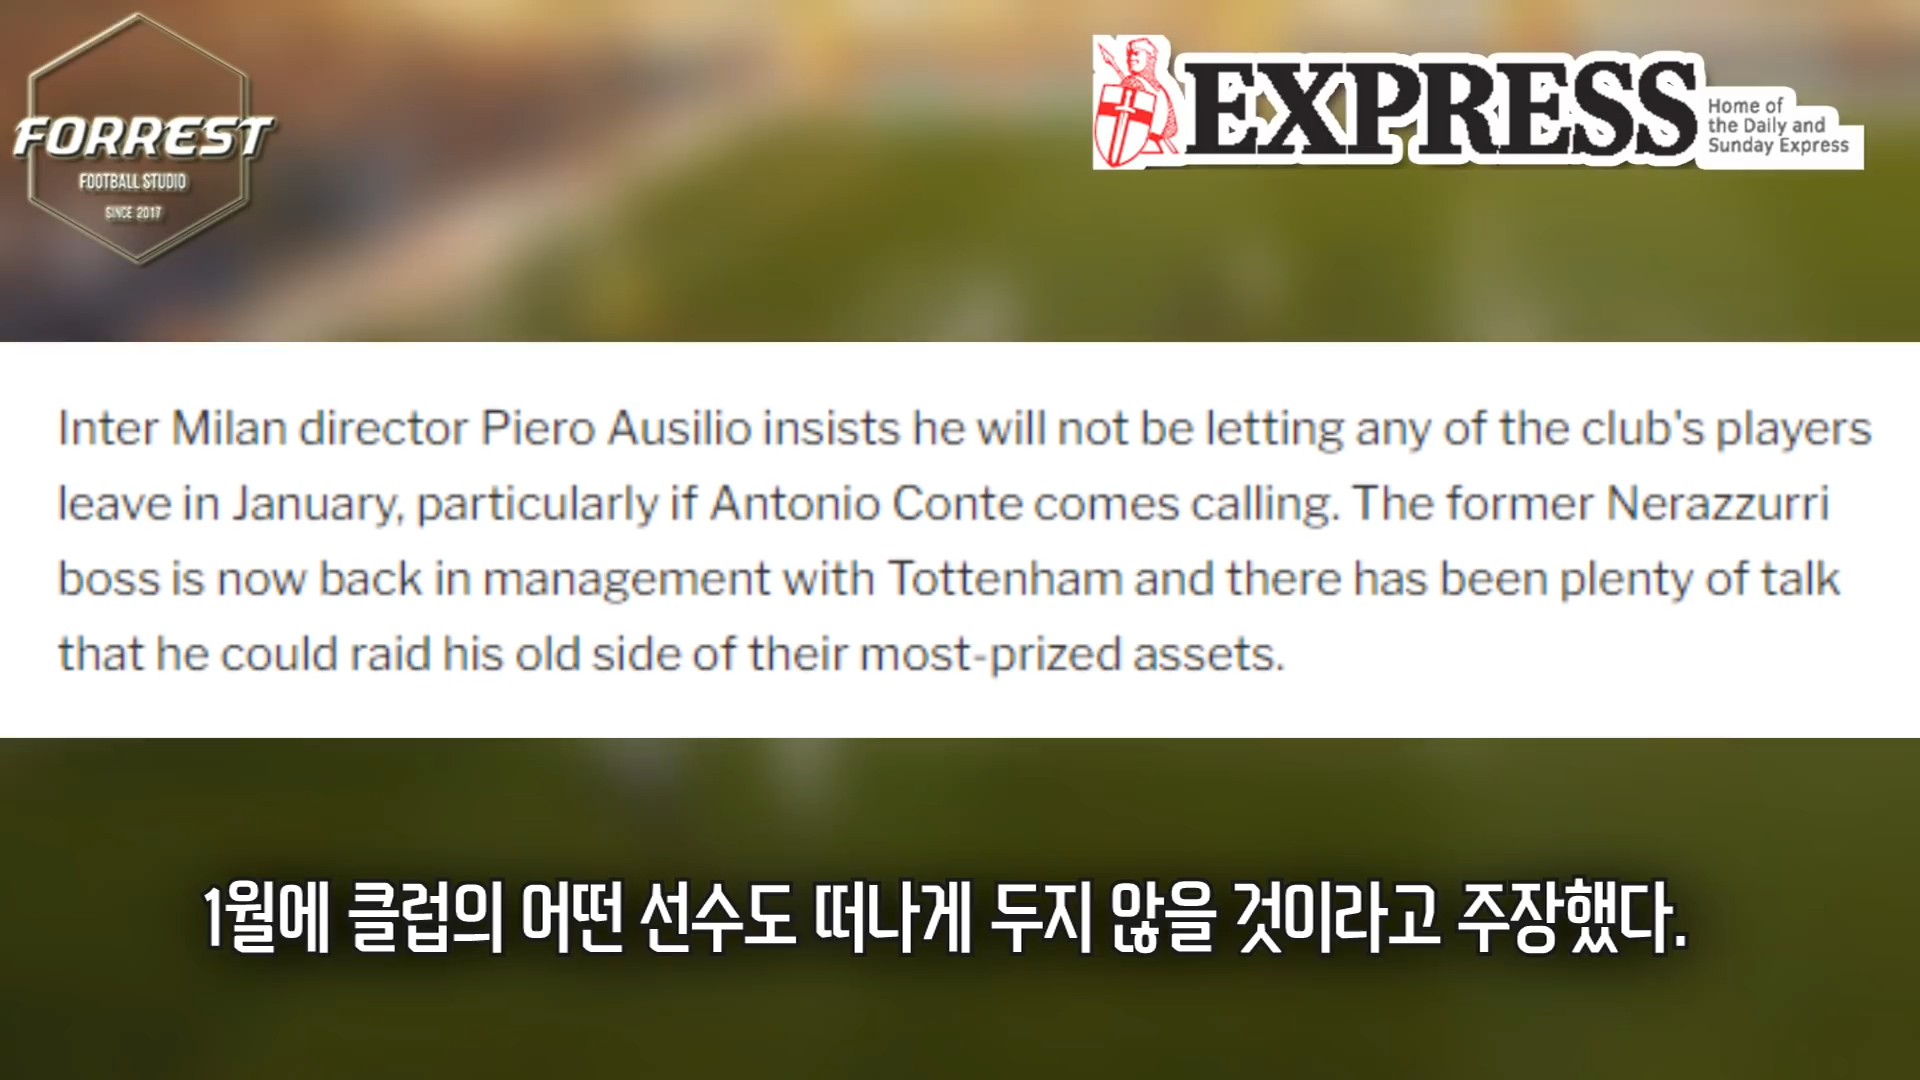 FORREST
FOOTBALL STUDIO
SINCE 2017
EXPRESS
Home of
the Daily and
Sunday Express
Inter Milan director Piero Ausilio insists he will not be letting any of the club's players
leave in January, particularly if Antonio Conte comes calling. The former Nerazzurri
boss is now back in management with Tottenham and there has been plenty of talk
that he could raid his old side of their most-prized assets.
1월에 클럽의 어떤 선수도 떠나게 두지 않을 것이라고 주장했다.